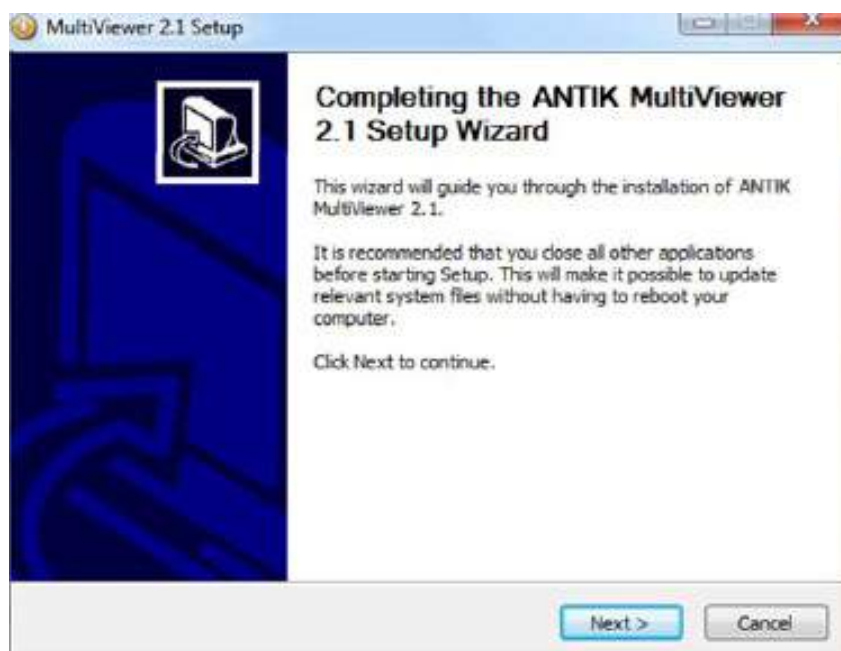 MultiViewer 2.1 Setup
Completing the ANTIK MultiViewer
2.1 Setup Wizard
This wizard will guide you through the installation of ANTIK
MultiViewer 2.1.
It is recommended that you close all other applications
before starting Setup. This will make it possible to update
relevant system files without having to reboot your
computer.
Click Next to continue.
Next >
Cancel